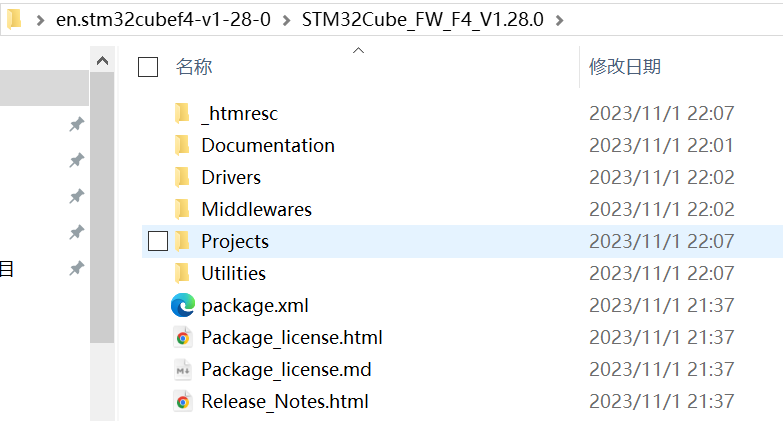 en.stm32cubef4-v1-28-0 > STM32Cube_FW_F4_V1.28.0 >
名称 修改日期
_htmresc 2023/11/1 22:07
Documentation 2023/11/1 22:01
Drivers 2023/11/1 22:02
Middlewares 2023/11/1 22:02
Projects 2023/11/1 22:07
Utilities 2023/11/1 22:07
目 package.xml 2023/11/1 21:37
Package_license.html 2023/11/1 21:37
Package_license.md 2023/11/1 21:37
Release_Notes.html 2023/11/1 21:37